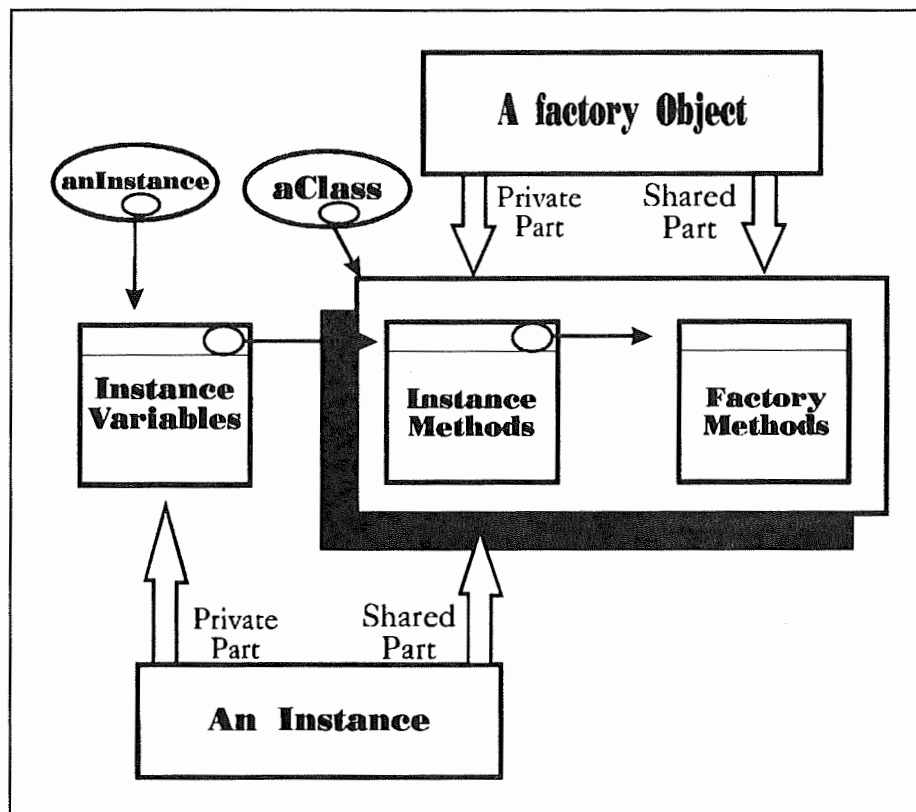 A factory Object
anInstance
aClass
Private
Part
Shared
Part
Instance
Variables
Instance
Methods
Factory
Methods
Private
Part
Shared
Part
An Instance